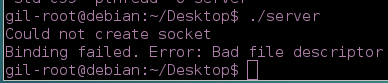 gil-root@debian:~/Desktop$ ./server
Could not create socket
Binding failed. Error: Bad file descriptor
gil-root@debian:~/Desktop$